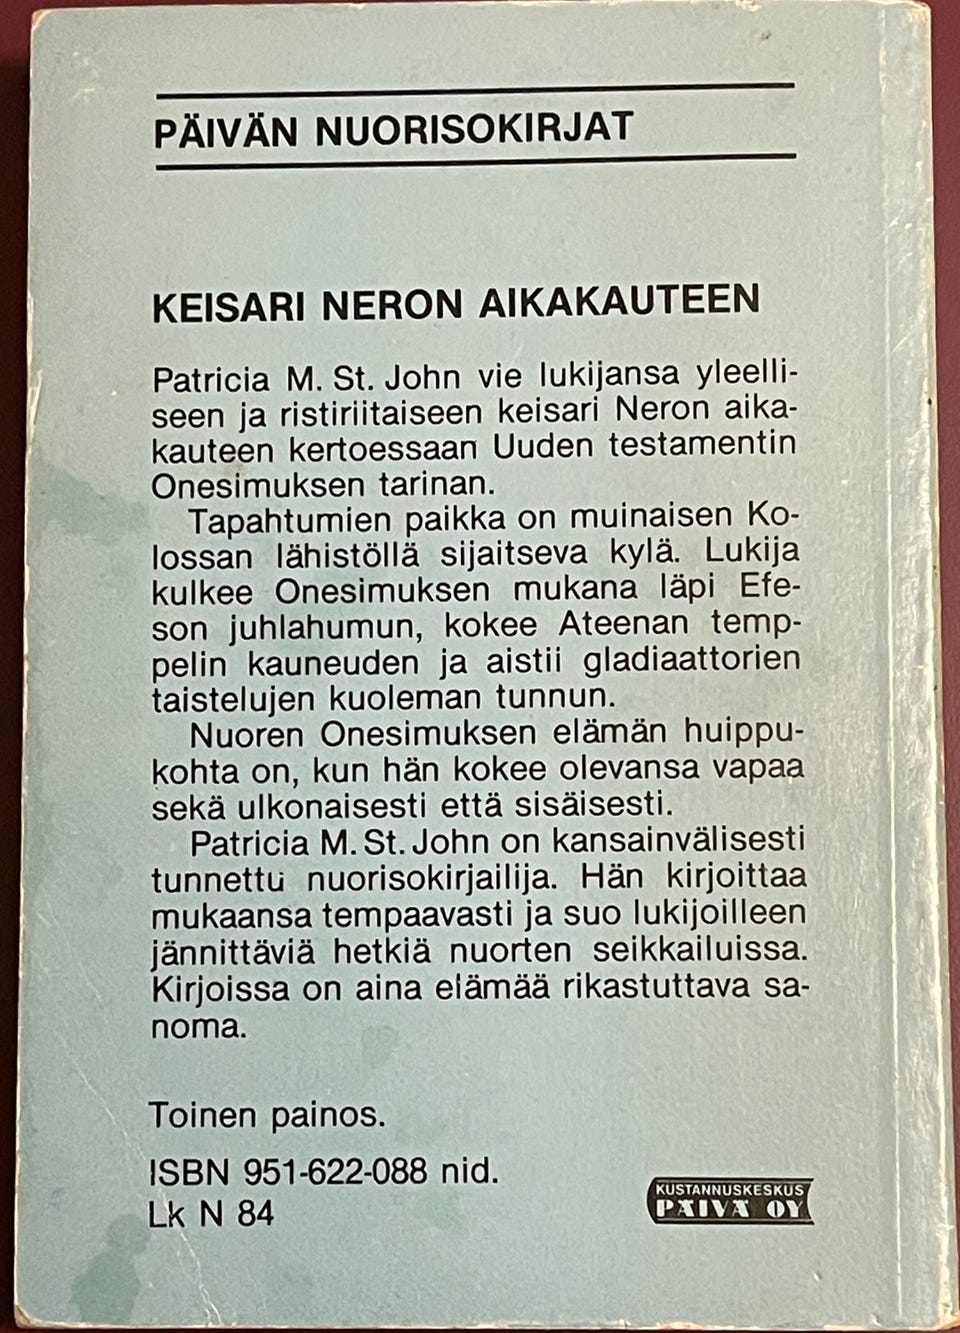 PÄIVÄN NUORISOKIRJAT
KEISARI NERON AIKAKAUTEEN
Patricia M. St. John vie lukijansa yleelli-
seen ja ristiriitaiseen keisari Neron aika-
kauteen kertoessaan Uuden testamentin
Onesimuksen tarinan.
Tapahtumien paikka on muinaisen Ko-
lossan lähistöllä sijaitseva kylä. Lukija
kulkee Onesimuksen mukana läpi Efe-
son juhlahumun, kokee Ateenan temp-
pelin kauneuden ja aistii gladiaattorien
taistelujen kuoleman tunnun.
Nuoren Onesimuksen elämän huippu-
kohta on, kun hän kokee olevansa vapaa
sekä ulkonaisesti että sisäisesti.
Patricia M. St. John on kansainvälisesti
tunnettu nuorisokirjailija. Hän kirjoittaa
mukaansa tempaavasti ja suo lukijoilleen
jännittäviä hetkiä nuorten seikkailuissa.
Kirjoissa on aina elämää rikastuttava sa-
noma.
Toinen painos.
ISBN 951-622-088 nid.
Lk N 84
KUSTANNUSKESKUS
PÄIVÄ OY